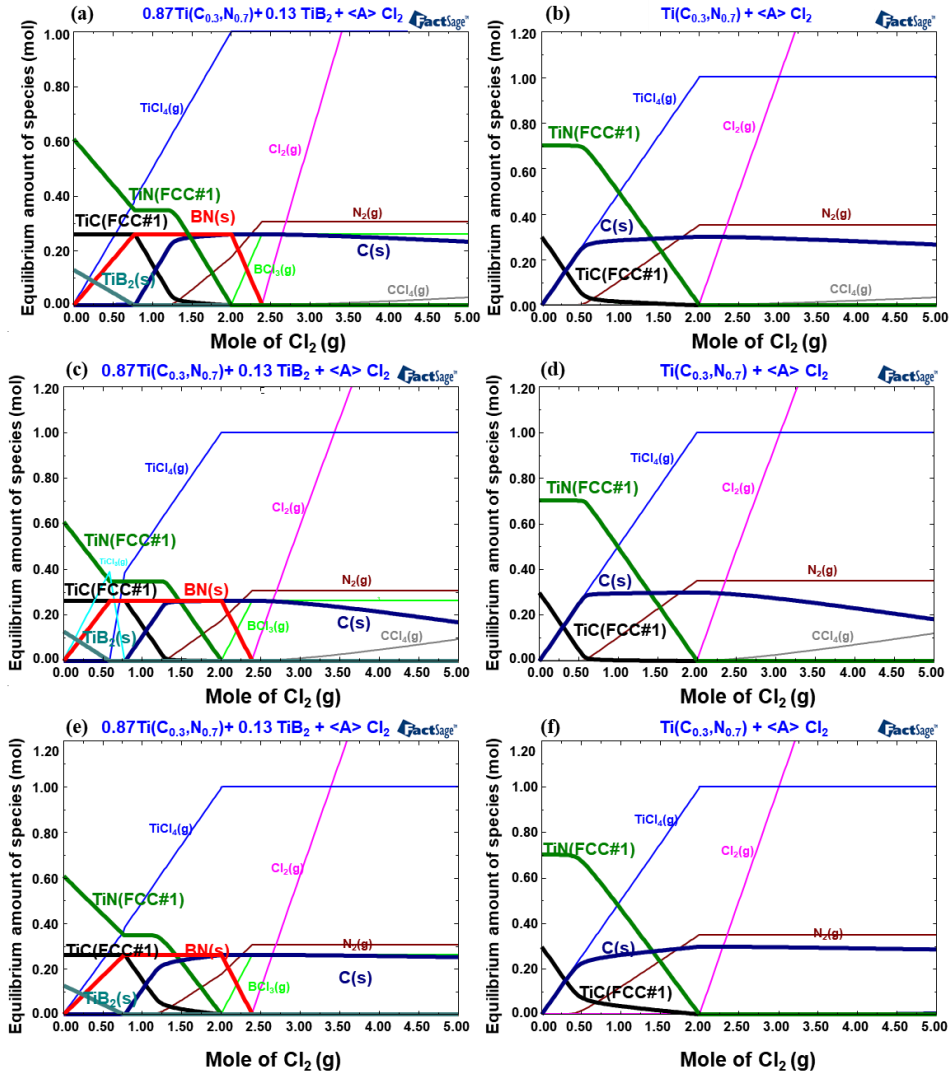 (a) 0.87Ti(C0.3,N0.7)+ 0.13 TiB2 + <A> Cl2 FactSage™
Equilibrium amount of species (mol)
1.00
0.80
0.60
0.40
0.20
0.00
TiCl4(g)
Cl2(g)
TiN(FCC#1)
TiC(FCC#1)
BN(s)
N2(g)
C(s)
TiB2(s)
BCl3(g)
CCl4(g)
0.00 0.50 1.00 1.50 2.00 2.50 3.00 3.50 4.00 4.50 5.00
Mole of Cl2 (g)
(b) Ti(C0.3,N0.7) + <A> Cl2 FactSage™
Equilibrium amount of species (mol)
1.20
1.00
0.80
0.60
0.40
0.20
0.00
TiCl4(g)
TiN(FCC#1)
Cl2(g)
N2(g)
C(s)
TiC(FCC#1)
CCl4(g)
0.00 0.50 1.00 1.50 2.00 2.50 3.00 3.50 4.00 4.50 5.00
Mole of Cl2 (g)
(c) 0.87Ti(C0.3,N0.7)+ 0.13 TiB2 + <A> Cl2 FactSage™
Equilibrium amount of species (mol)
1.20
1.00
0.80
0.60
0.40
0.20
0.00
TiCl4(g)
Cl2(g)
TiN(FCC#1)
TiCl3(g)
TiC(FCC#1)
BN(s)
N2(g)
TiB2(s)
BCl3(g)
C(s)
CCl4(g)
0.00 0.50 1.00 1.50 2.00 2.50 3.00 3.50 4.00 4.50 5.00
Mole of Cl2 (g)
(d) Ti(C0.3,N0.7) + <A> Cl2 FactSage™
Equilibrium amount of species (mol)
1.20
1.00
0.80
0.60
0.40
0.20
0.00
TiCl4(g)
TiN(FCC#1)
Cl2(g)
N2(g)
C(s)
TiC(FCC#1)
CCl4(g)
0.00 0.50 1.00 1.50 2.00 2.50 3.00 3.50 4.00 4.50 5.00
Mole of Cl2 (g)
(e) 0.87Ti(C0.3,N0.7)+ 0.13 TiB2 + <A> Cl2 FactSage™
Equilibrium amount of species (mol)
1.20
1.00
0.80
0.60
0.40
0.20
0.00
TiCl4(g)
Cl2(g)
TiN(FCC#1)
TiC(FCC#1)
BN(s)
N2(g)
C(s)
TiB2(s)
BCl3(g)
0.00 0.50 1.00 1.50 2.00 2.50 3.00 3.50 4.00 4.50 5.00
Mole of Cl2 (g)
(f) Ti(C0.3,N0.7) + <A> Cl2 FactSage™
Equilibrium amount of species (mol)
1.20
1.00
0.80
0.60
0.40
0.20
0.00
TiCl4(g)
TiN(FCC#1)
Cl2(g)
N2(g)
C(s)
TiC(FCC#1)
0.00 0.50 1.00 1.50 2.00 2.50 3.00 3.50 4.00 4.50 5.00
Mole of Cl2 (g)